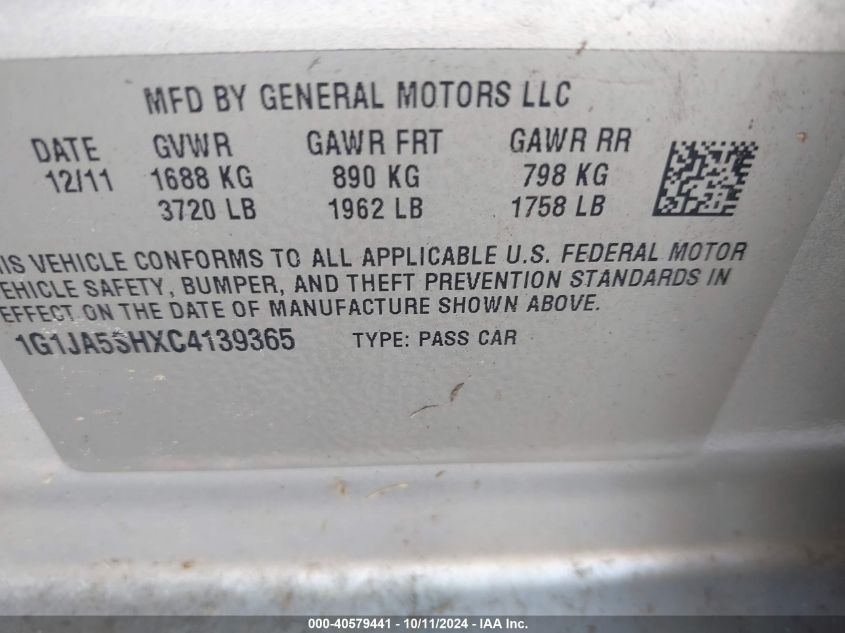 MFD BY GENERAL MOTORS LLC
DATE GVWR GAWR FRT GAWR RR
12/11 1688 KG 890 KG 798 KG
3720 LB 1962 LB 1758 LB
IS VEHICLE CONFORMS TO ALL APPLICABLE U.S. FEDERAL MOTOR
EHICLE SAFETY, BUMPER, AND THEFT PREVENTION STANDARDS IN
EFFECT ON THE DATE OF MANUFACTURE SHOWN ABOVE.
1G1JA5SHXC4139365 TYPE: PASS CAR
000-40579441 - 10/11/2024 - IAA Inc.